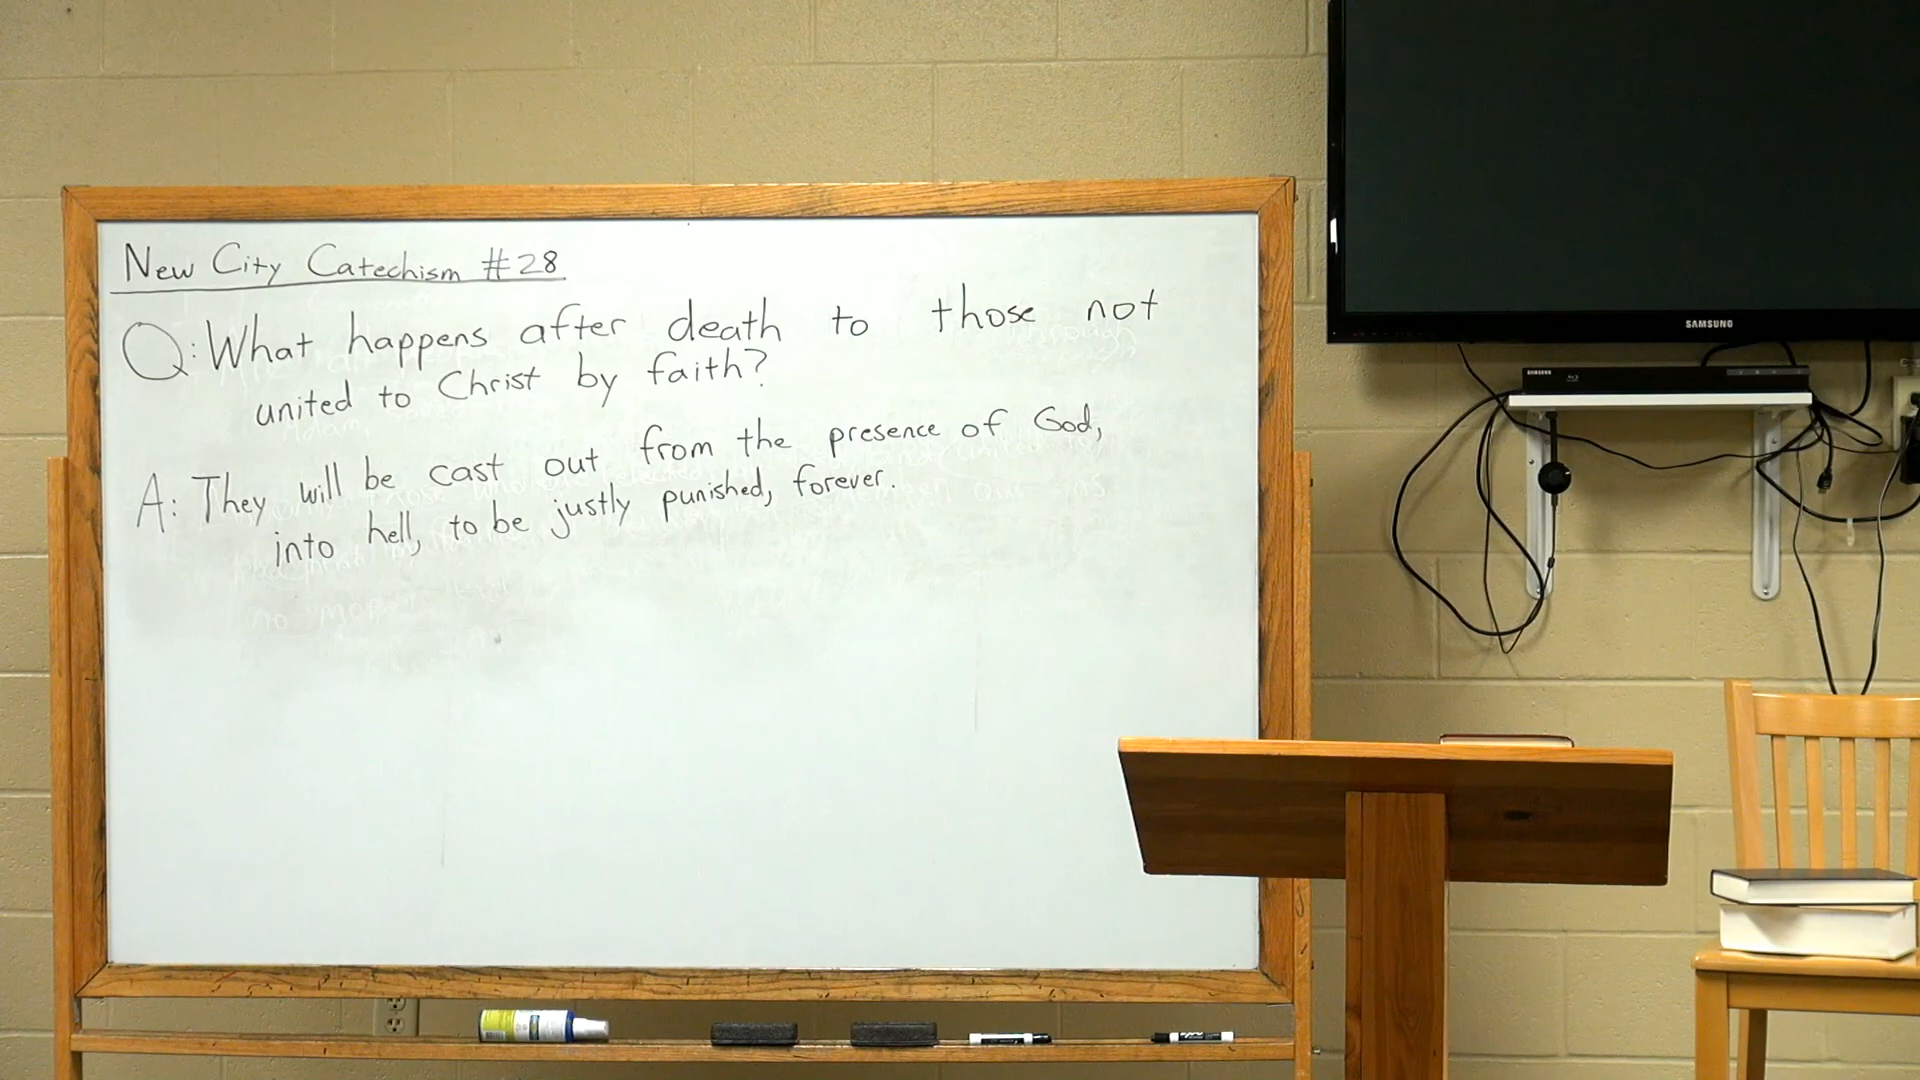 New City Catechism #28
Q: What happens after death to those not
united to Christ by faith?
A: They will be cast out from the presence of God,
into hell, to be justly punished, forever.
SAMSUNG
SAMSUNG